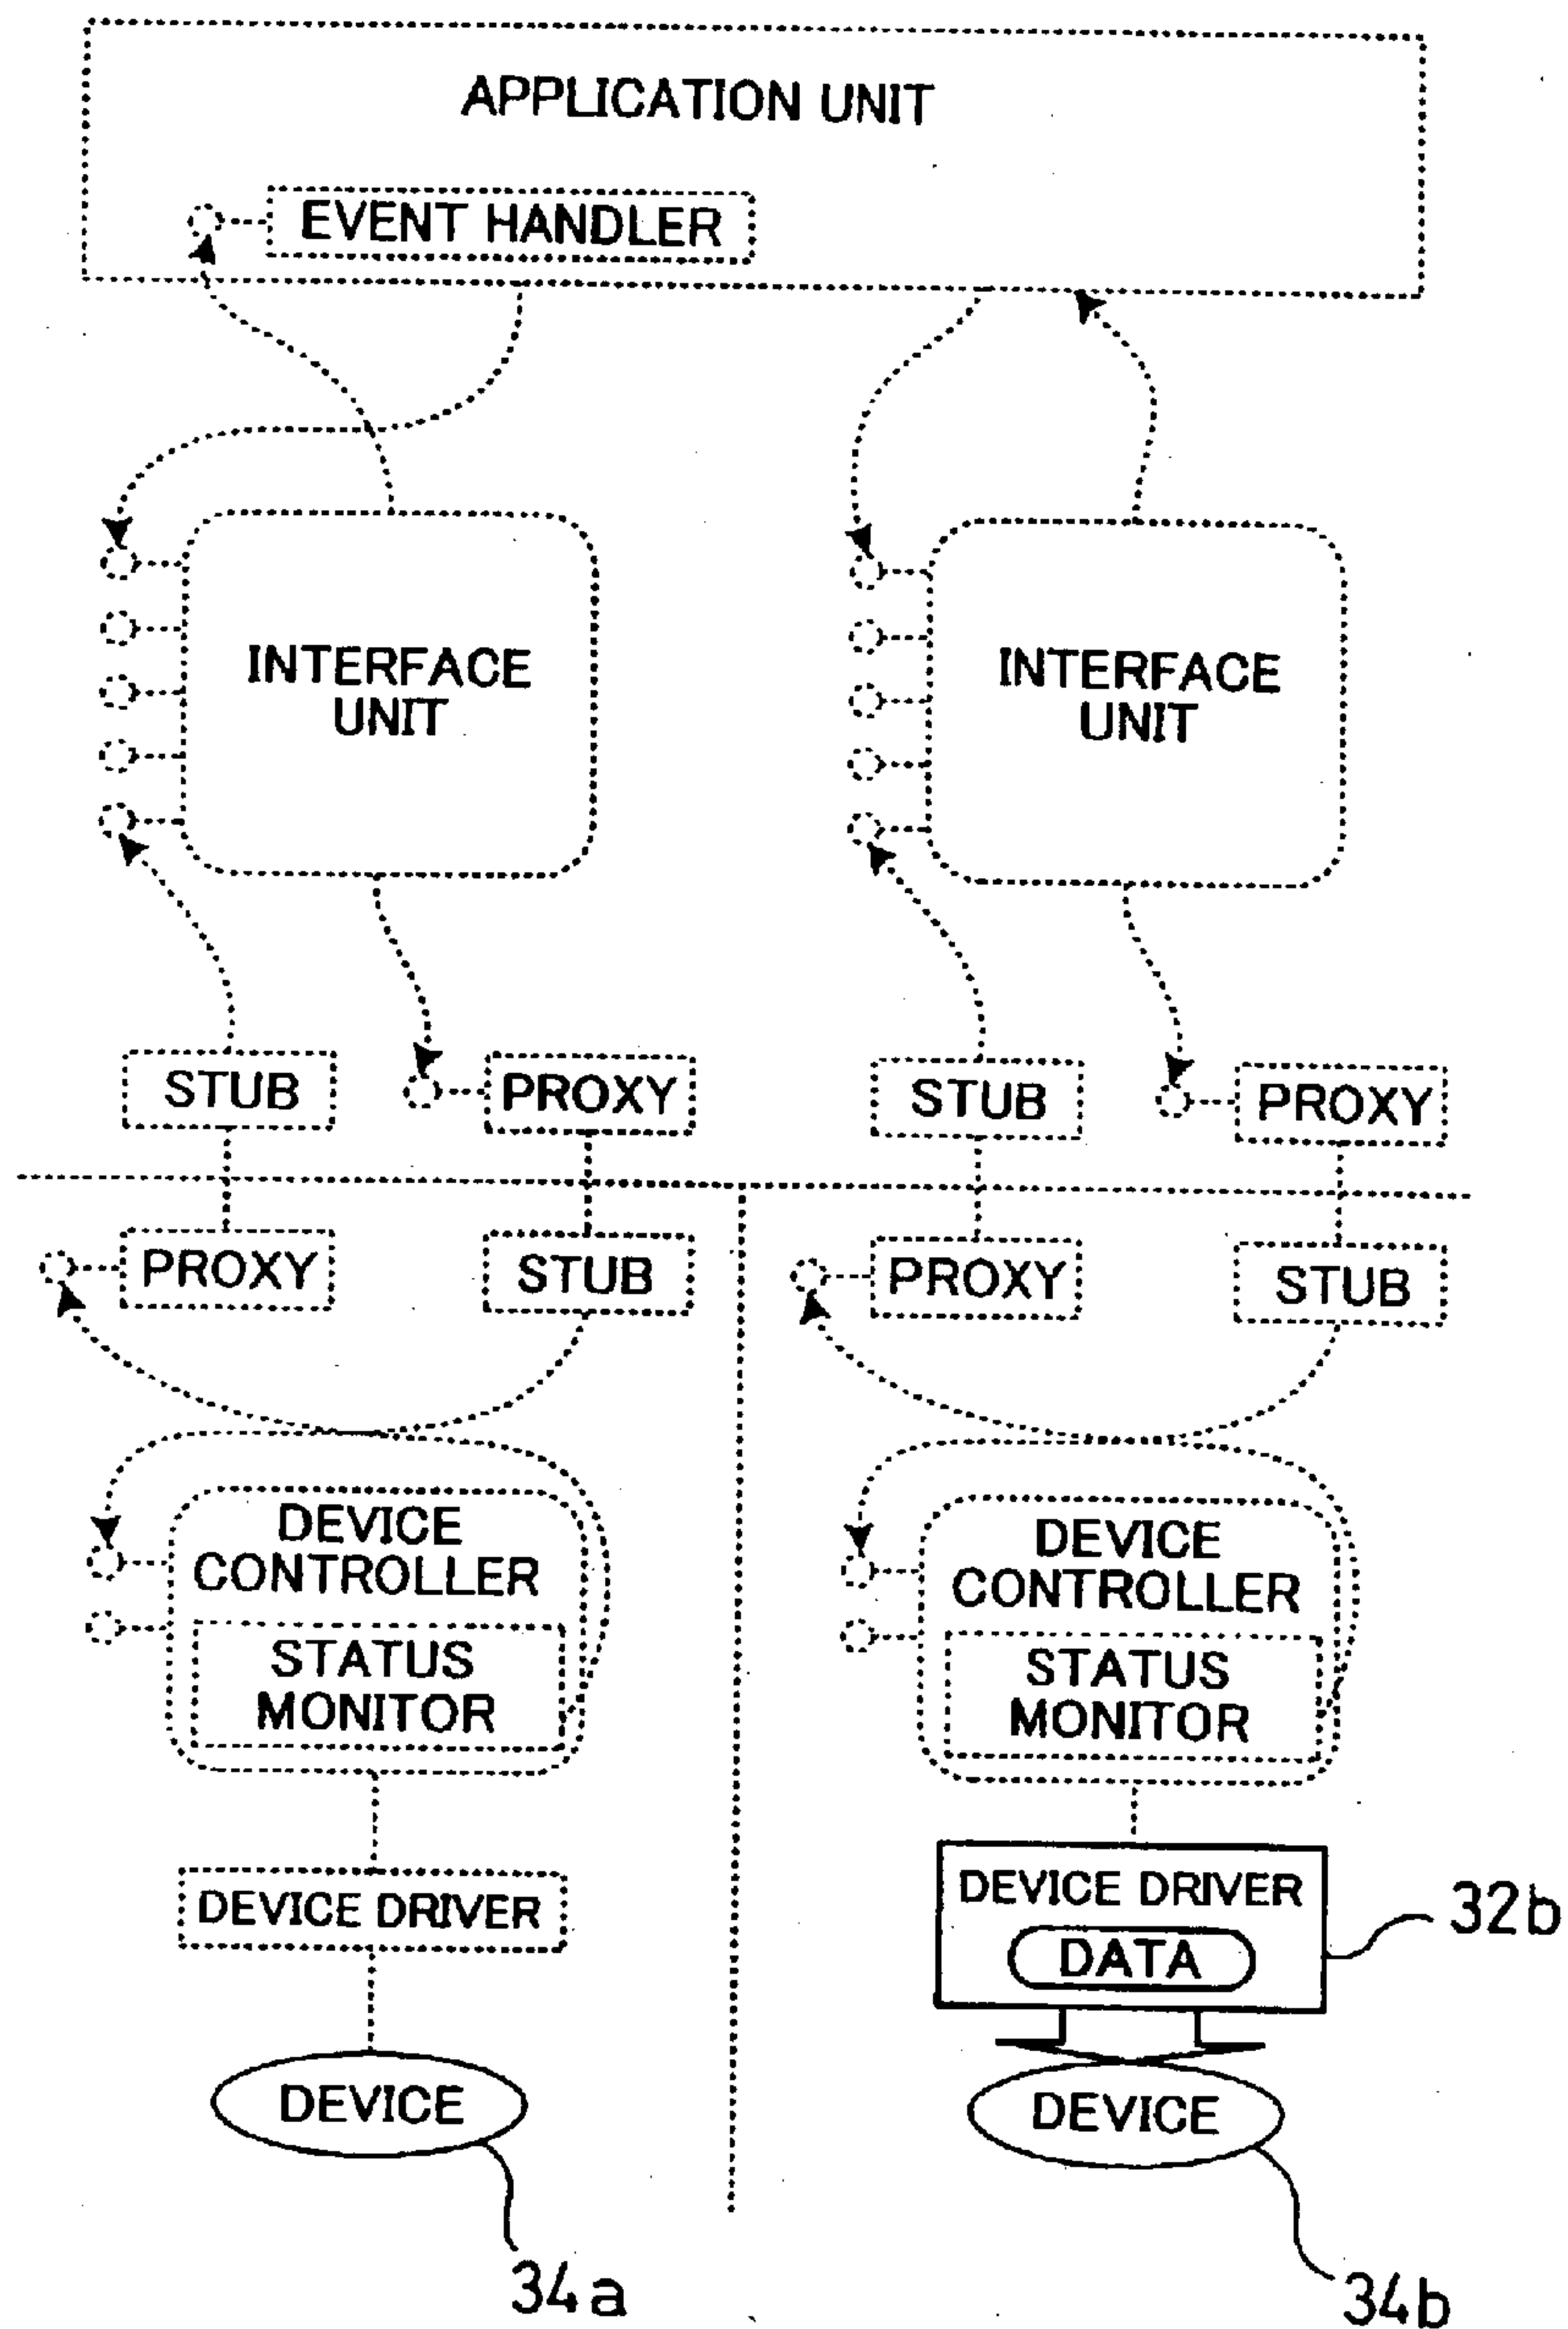 APPLICATION UNIT
EVENT HANDLER
INTERFACE
UNIT
INTERFACE
UNIT
STUB
PROXY
STUB
PROXY
PROXY
STUB
PROXY
STUB
DEVICE
CONTROLLER
STATUS
MONITOR
DEVICE
CONTROLLER
STATUS
MONITOR
DEVICE DRIVER
DEVICE DRIVER
DATA
32b
DEVICE
DEVICE
34a
34b